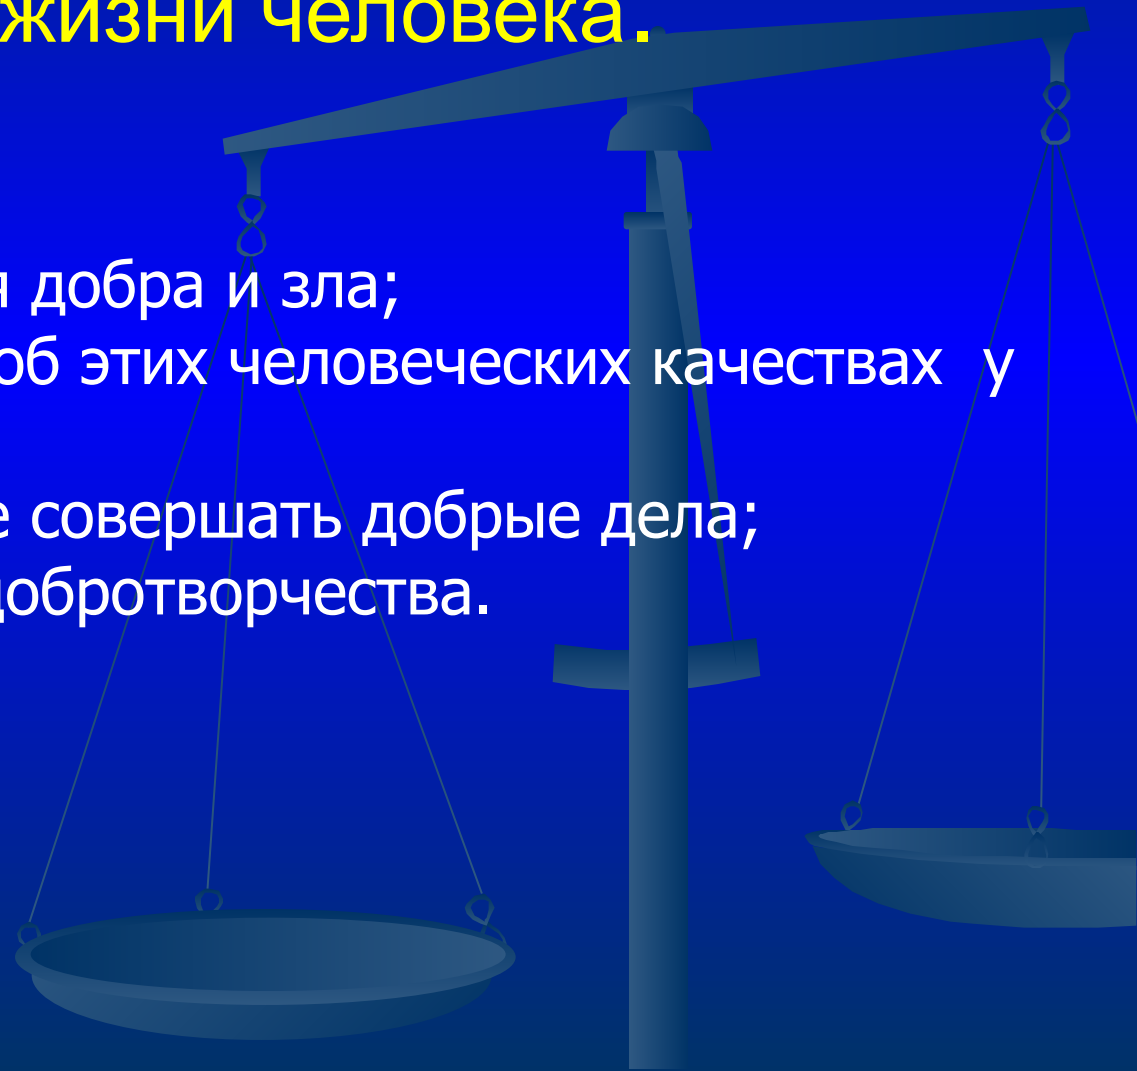 жизни человека.
я добра и зла;
об этих человеческих качествах у
е совершать добрые дела;
добротворчества.